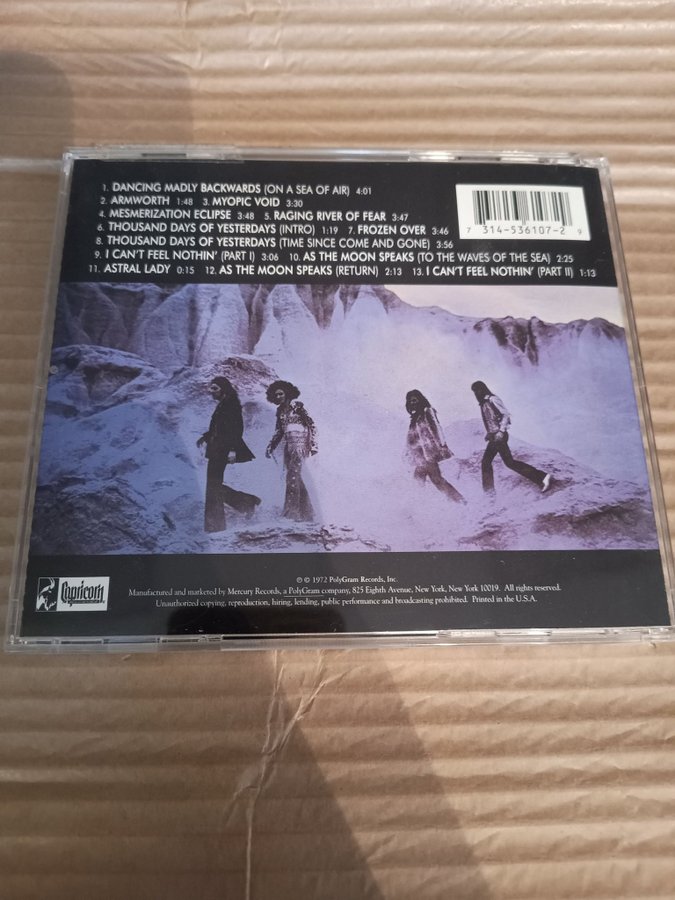 1. DANCING MADLY BACKWARDS (ON A SEA OF AIR) 4:01
2. ARMWORTH 1:48 3. MYOPIC VOID 3:30
4. MESMERIZATION ECLIPSE 3:48 5. RAGING RIVER OF FEAR 3:47
6. THOUSAND DAYS OF YESTERDAYS (INTRO) 1:19 7. FROZEN OVER 3:46
8. THOUSAND DAYS OF YESTERDAYS (TIME SINCE COME AND GONE) 3:56
9. I CAN'T FEEL NOTHIN' (PART I) 3:06 10. AS THE MOON SPEAKS (TO THE WAVES OF THE SEA) 2:25
11. ASTRAL LADY 0:15 12. AS THE MOON SPEAKS (RETURN) 2:13 13. I CAN'T FEEL NOTHIN' (PART II) 1:13
7 314-536107-2 9
Capricorn
℗ © 1972 PolyGram Records, Inc.
Manufactured and marketed by Mercury Records, a PolyGram company, 825 Eighth Avenue, New York, New York 10019. All rights reserved.
Unauthorized copying, reproduction, hiring, lending, public performance and broadcasting prohibited. Printed in the U.S.A.